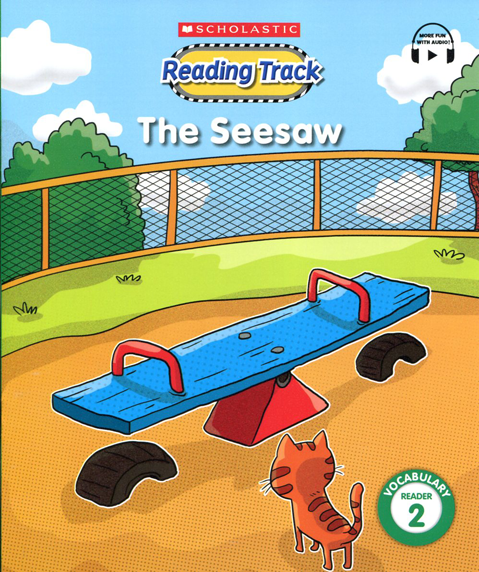 SCHOLASTIC
MORE FUN
WITH AUDIO!
Reading Track
The Seesaw
VOCABULARY
READER
2